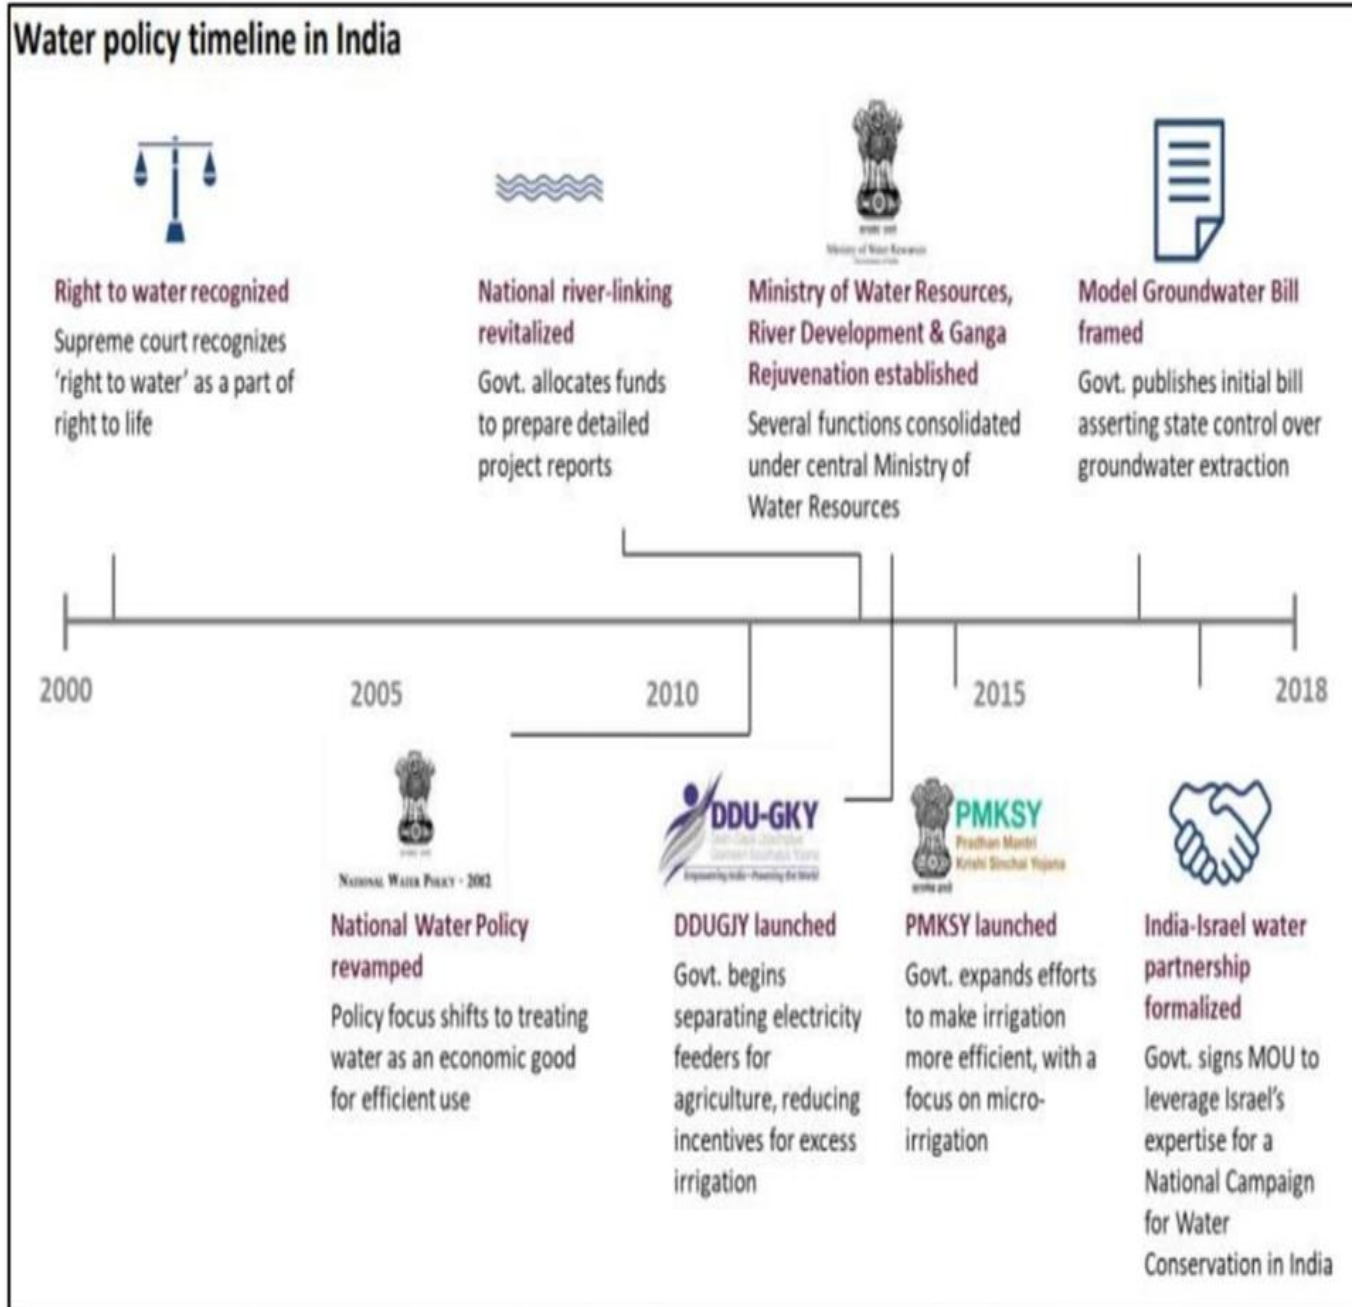 Water policy timeline in India
Right to water recognized
Supreme court recognizes
‘right to water’ as a part of
right to life
National river-linking
revitalized
Govt. allocates funds
to prepare detailed
project reports
Ministry of Water Resources
Ministry of Water Resources,
River Development & Ganga
Rejuvenation established
Several functions consolidated
under central Ministry of
Water Resources
Model Groundwater Bill
framed
Govt. publishes initial bill
asserting state control over
groundwater extraction
2000
2005
2010
2015
2018
NATIONAL WATER POLICY - 2012
National Water Policy
revamped
Policy focus shifts to treating
water as an economic good
for efficient use
DDU-GKY
DDUGJY launched
Govt. begins
separating electricity
feeders for
agriculture, reducing
incentives for excess
irrigation
PMKSY
Pradhan Mantri
Krishi Sinchai Yojana
PMKSY launched
Govt. expands efforts
to make irrigation
more efficient, with a
focus on micro-
irrigation
India-Israel water
partnership
formalized
Govt. signs MOU to
leverage Israel’s
expertise for a
National Campaign
for Water
Conservation in India